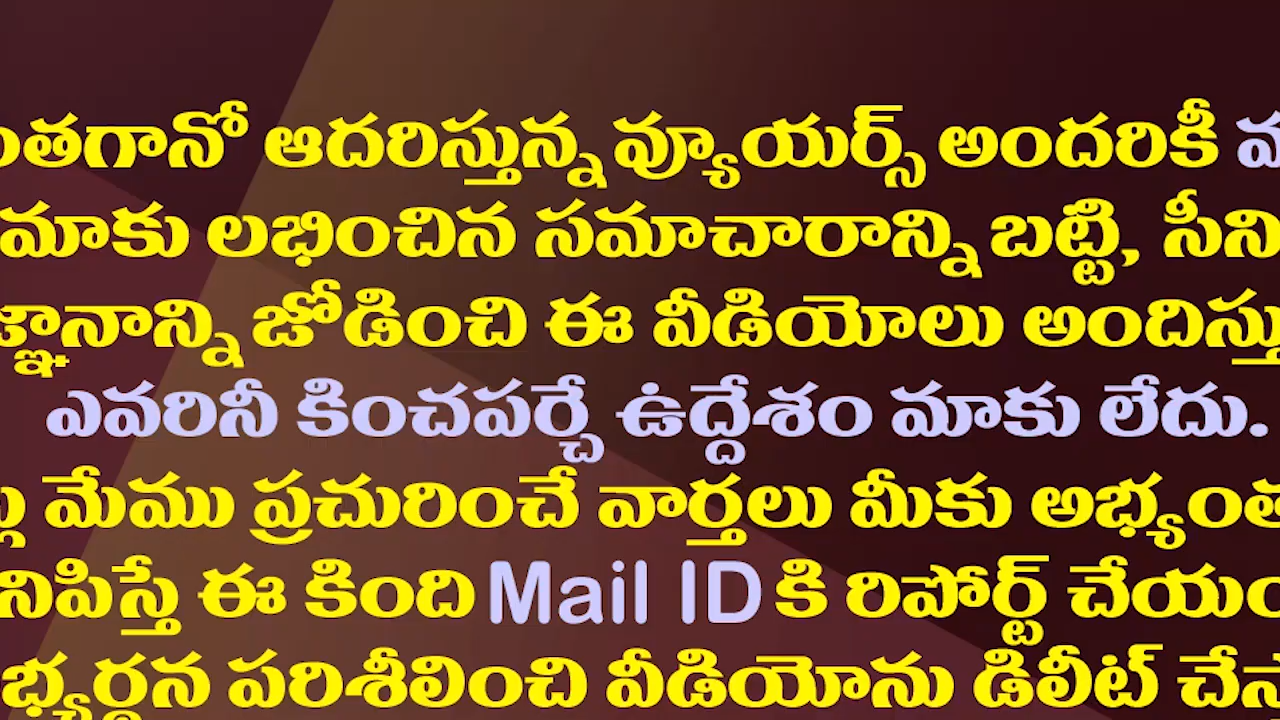 ంతగానో ఆదరిస్తున్న వ్యూయర్స్ అందరికీ
మాకు లభించిన సమాచారాన్ని బట్టి, సీని
జ్ఞానాన్ని జోడించి ఈ వీడియోలు అందిస్తు
ఎవరినీ కించపర్చే ఉద్దేశం మాకు లేదు.
మేము ప్రచురించే వార్తలు మీకు అభ్యంత
నిపిస్తే ఈ కింది Mail ID కి రిపోర్ట్ చేయం
భ్యర్థన పరిశీలించి వీడియోను డిలీట్ చేస